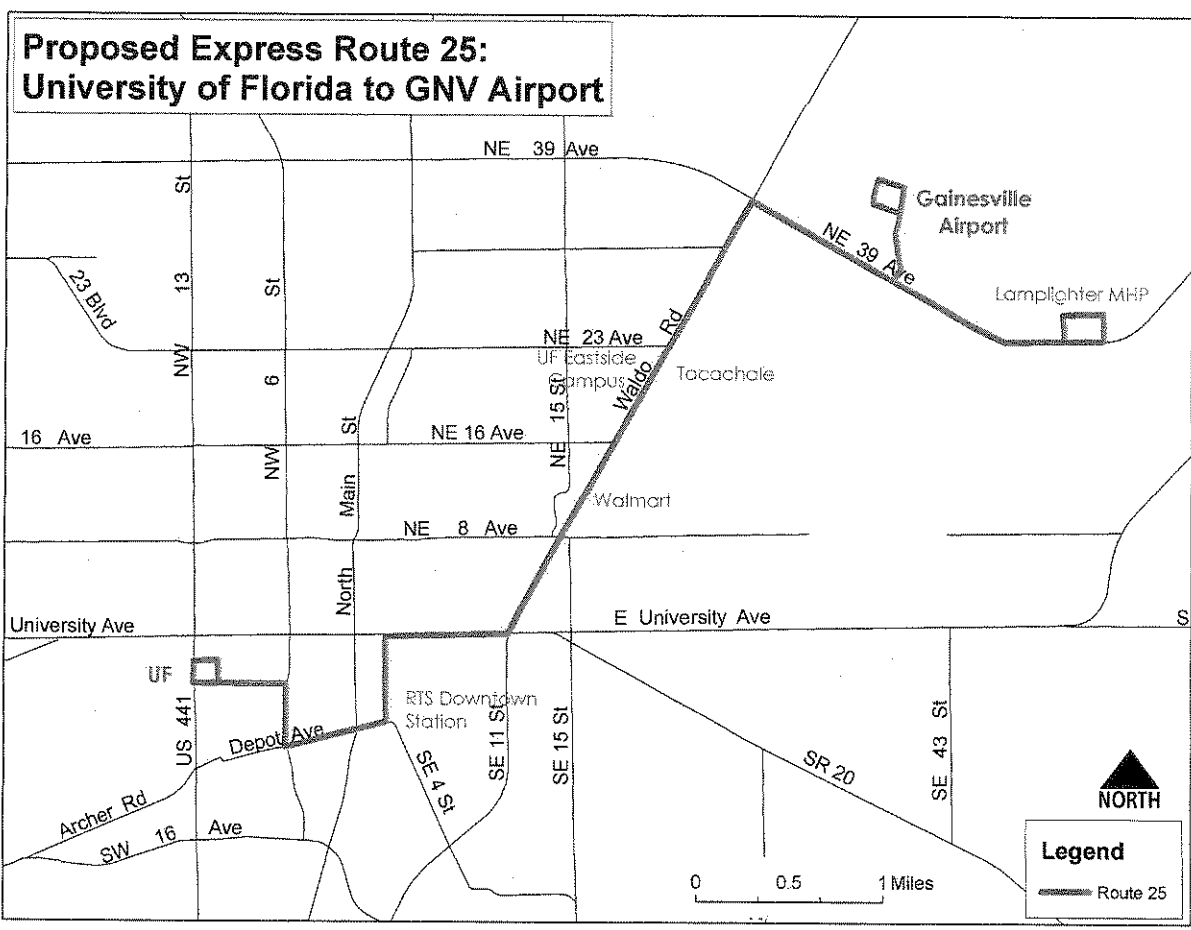 Proposed Express Route 25:
University of Florida to GNV Airport
NE 39 Ave
NW 13 St
NW 6 St
23 Blvd
Gainesville
Airport
NE 39 Ave
Lamplighter MHP
NE 23 Ave
UF Eastside
Campus
Waldo Rd
Tacachale
NE 15 St
16 Ave
NE 16 Ave
North Main St
Walmart
NE 8 Ave
University Ave
E University Ave
S
UF
US 441
RTS Downtown
Station
Depot Ave
SE 4 St
SE 11 St
SE 15 St
SE 43 St
SR 20
Archer Rd
SW 16 Ave
NORTH
Legend
Route 25
0 0.5 1 Miles